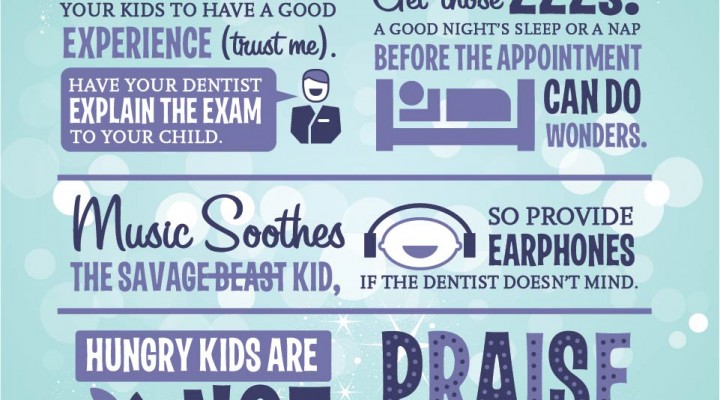 YOUR KIDS TO HAVE A GOOD
EXPERIENCE (trust me).
HAVE YOUR DENTIST
EXPLAIN THE EXAM
TO YOUR CHILD.
Get those ZZZs!
A GOOD NIGHT'S SLEEP OR A NAP
BEFORE THE APPOINTMENT
CAN DO
WONDERS.
Music Soothes
THE SAVAGE BEAST KID,
SO PROVIDE
EARPHONES
IF THE DENTIST DOESN'T MIND.
HUNGRY KIDS ARE
NOT
PRAISE